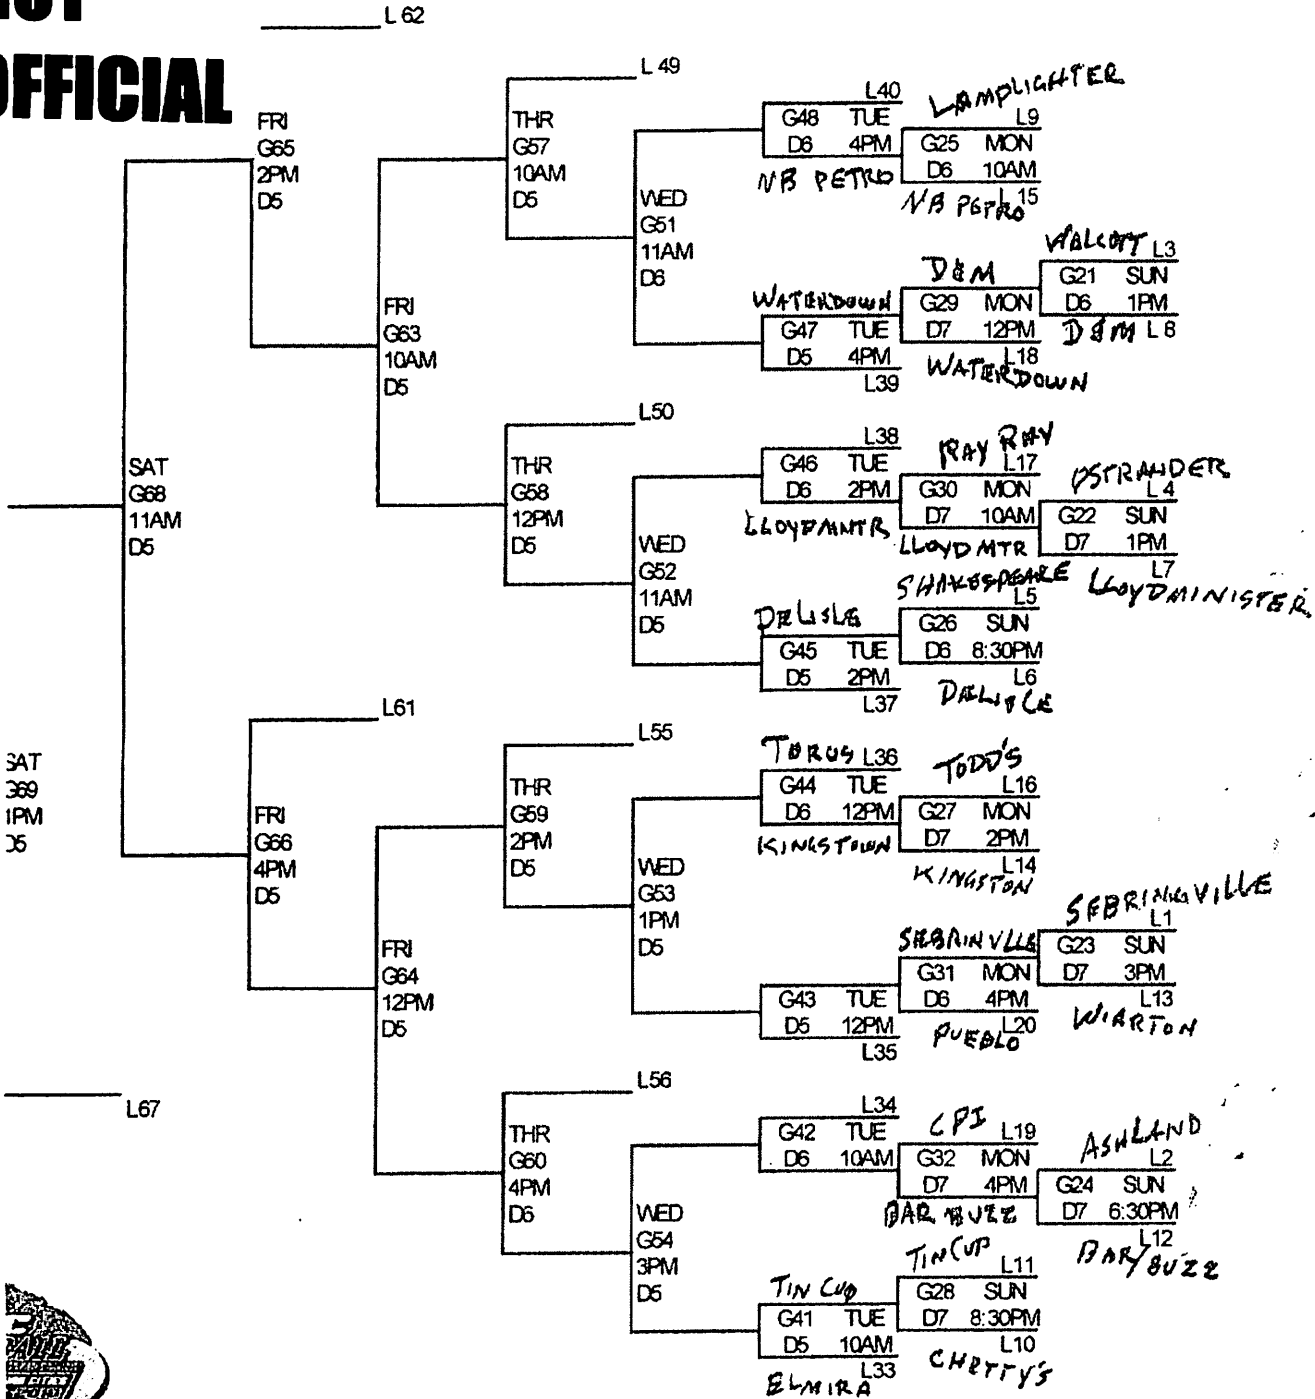 L 62
OFFICIAL
L 49
L40
LAMPLIGHTER
L9
FRI
G65
2PM
D5
THR
G57
10AM
D5
G48 TUE
D6 4PM
G25 MON
D6 10AM
NB PETRO
L 15
NB PETRO
WED
G51
11AM
D6
WALCOTT L3
D&M
G21 SUN
D6 1PM
WATERDOWN
G29 MON
D7 12PM
D&M L 8
FRI
G63
10AM
D5
G47 TUE
D5 4PM
L18
WATERDOWN
L39
L50
L38
RAY RAY
L17
OSTRANDER
L 4
SAT
G68
11AM
D5
THR
G58
12PM
D5
G46 TUE
D6 2PM
G30 MON
D7 10AM
G22 SUN
D7 1PM
LLOYDMNTR
LLOYD MTR
L7
LLOYDMINISTER
WED
G52
11AM
D5
SHAKESPEARE
L5
DELISLE
G26 SUN
D6 8:30PM
G45 TUE
D5 2PM
L6
DELISLE
L37
L61
L55
TORUS L36
TODD'S
L16
SAT
G69
1PM
D5
FRI
G66
4PM
D5
THR
G59
2PM
D5
G44 TUE
D6 12PM
G27 MON
D7 2PM
KINGSTOWN
L14
KINGSTON
WED
G53
1PM
D5
SEBRINGVILLE
L1
SEBRINVLLE
G23 SUN
D7 3PM
FRI
G64
12PM
D5
G31 MON
D6 4PM
L13
WIARTON
G43 TUE
D5 12PM
L20
PUEBLO
L35
L56
L67
L34
CPI L19
ASHLAND
L2
THR
G60
4PM
D6
G42 TUE
D6 10AM
G32 MON
D7 4PM
G24 SUN
D7 6:30PM
BAR BUZZ
L12
BAR/BUZZ
WED
G54
3PM
D5
TIN CUP
L11
TIN CUP
G28 SUN
D7 8:30PM
G41 TUE
D5 10AM
L10
CHETTY'S
L33
ELMIRA